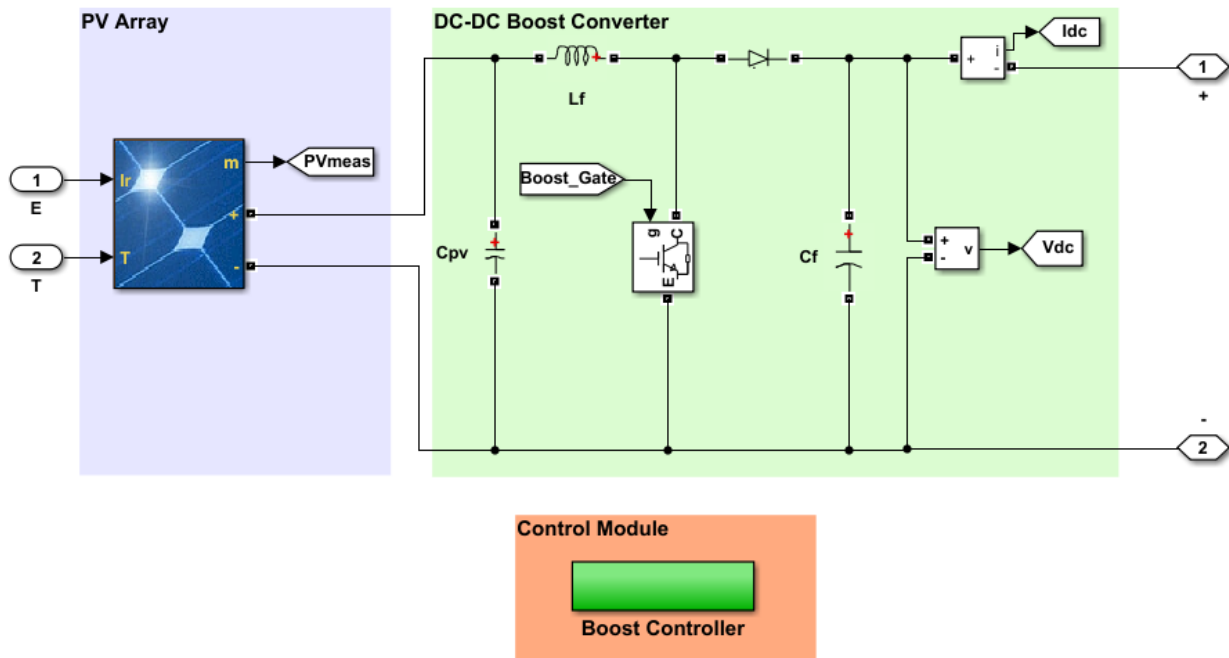 PV Array
DC-DC Boost Converter
Idc
i
+
-
1
+
Lf
m
PVmeas
Boost_Gate
1
Ir
E
+
g
C
Cpv
Cf
+
-
v
Vdc
2
T
-
T
E
-
2
Control Module
Boost Controller